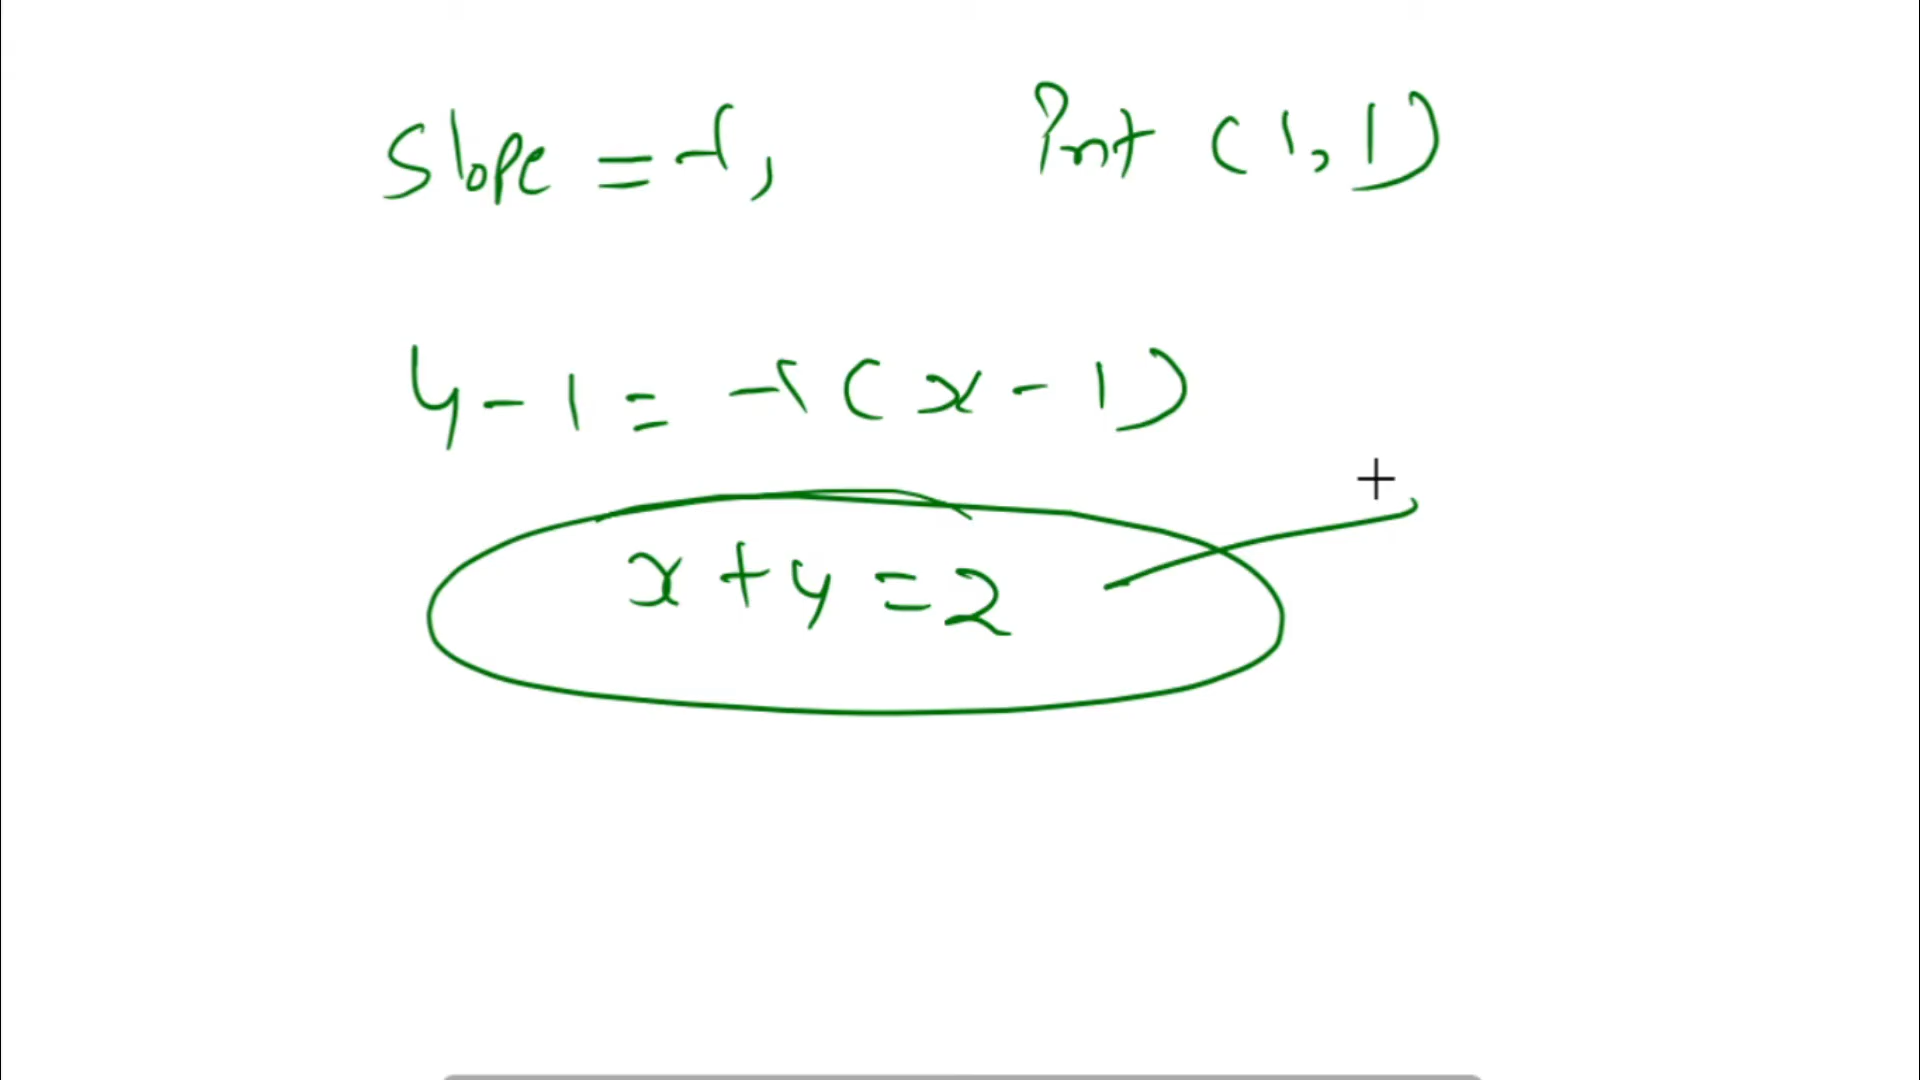 Slope = -1, Pnt (1,1)
y - 1 = -1 (x - 1)
x + y = 2